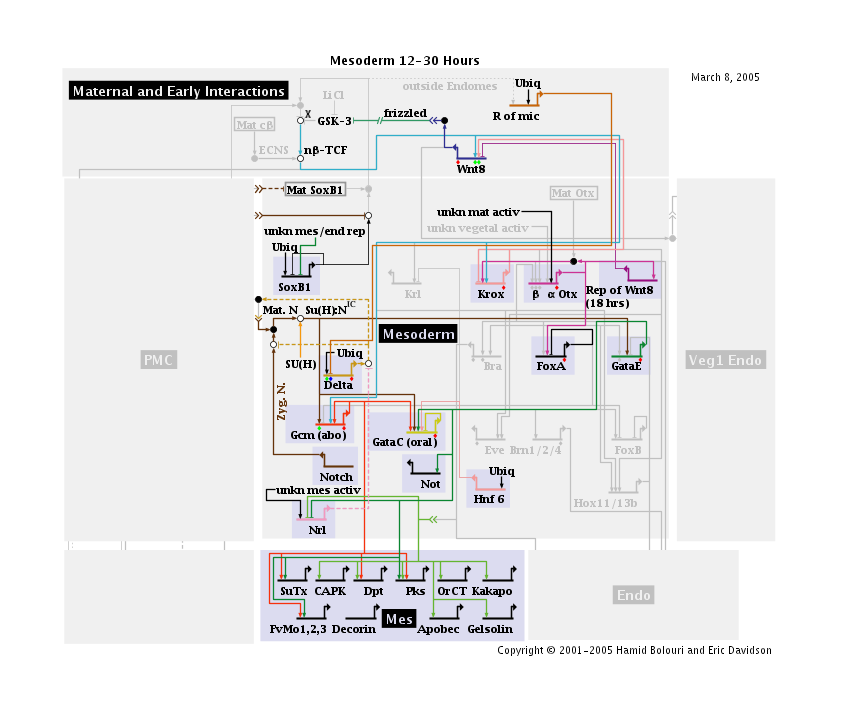 Mesoderm 12-30 Hours
March 8, 2005
Maternal and Early Interactions
outside Endomes
Ubiq
LiCl
X
GSK-3
frizzled
R of mic
Mat cβ
ECNS
nβ-TCF
Wnt8
Mat SoxB1
Mat Otx
unkn mat activ
unkn vegetal activ
unkn mes/end rep
Ubiq
SoxB1
Krl
Krox
β α Otx
Rep of Wnt8
(18 hrs)
Mat. N Su(H):N IC
Mesoderm
PMC
SU(H)
Ubiq
Delta
Bra
FoxA
GataE
Veg1 Endo
Zyg. N.
Gcm (abo)
GataC (oral)
Eve
Brn1/2/4
FoxB
Notch
Not
Ubiq
unkn mes activ
Hnf 6
Hox11/13b
Nrl
SuTx
CAPK
Dpt
Pks
OrCT
Kakapo
Endo
FvMo1,2,3
Decorin
Mes
Apobec
Gelsolin
Copyright © 2001-2005 Hamid Bolouri and Eric Davidson